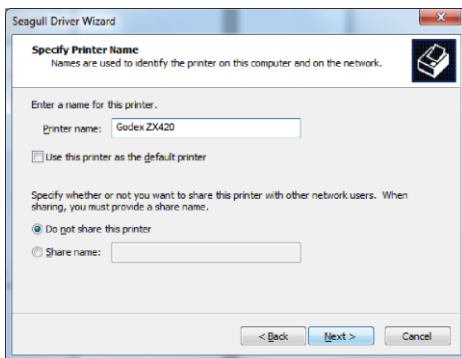 Seagull Driver Wizard
Specify Printer Name
Names are used to identify the printer on this computer and on the network.
Enter a name for this printer.
Printer name: Godex ZX420
Use this printer as the default printer
Specify whether or not you want to share this printer with other network users. When
sharing, you must provide a share name.
Do not share this printer
Share name:
< Back Next > Cancel